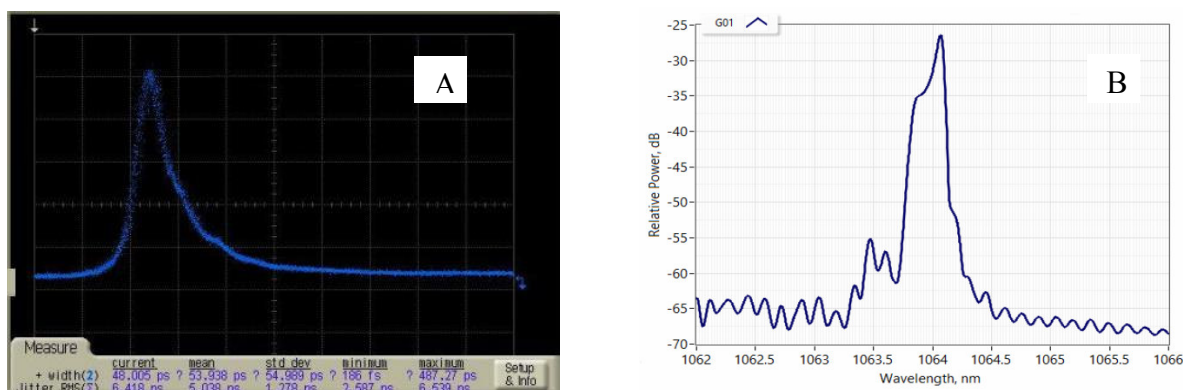 A
Measure
current mean std dev minimum maximum
+ width(2) 48.005 ps ? 53.938 ps ? 54.989 ps ? 186 fs ? 487.27 ps
Jitter RMS(Σ) 6.418 ps 5.038 ps 1.278 ps 2.587 ps 6.539 ps
Setup
& Info
G01
B
Relative Power, dB
-25
-30
-35
-40
-45
-50
-55
-60
-65
-70
1062 1062.5 1063 1063.5 1064 1064.5 1065 1065.5 1066
Wavelength, nm